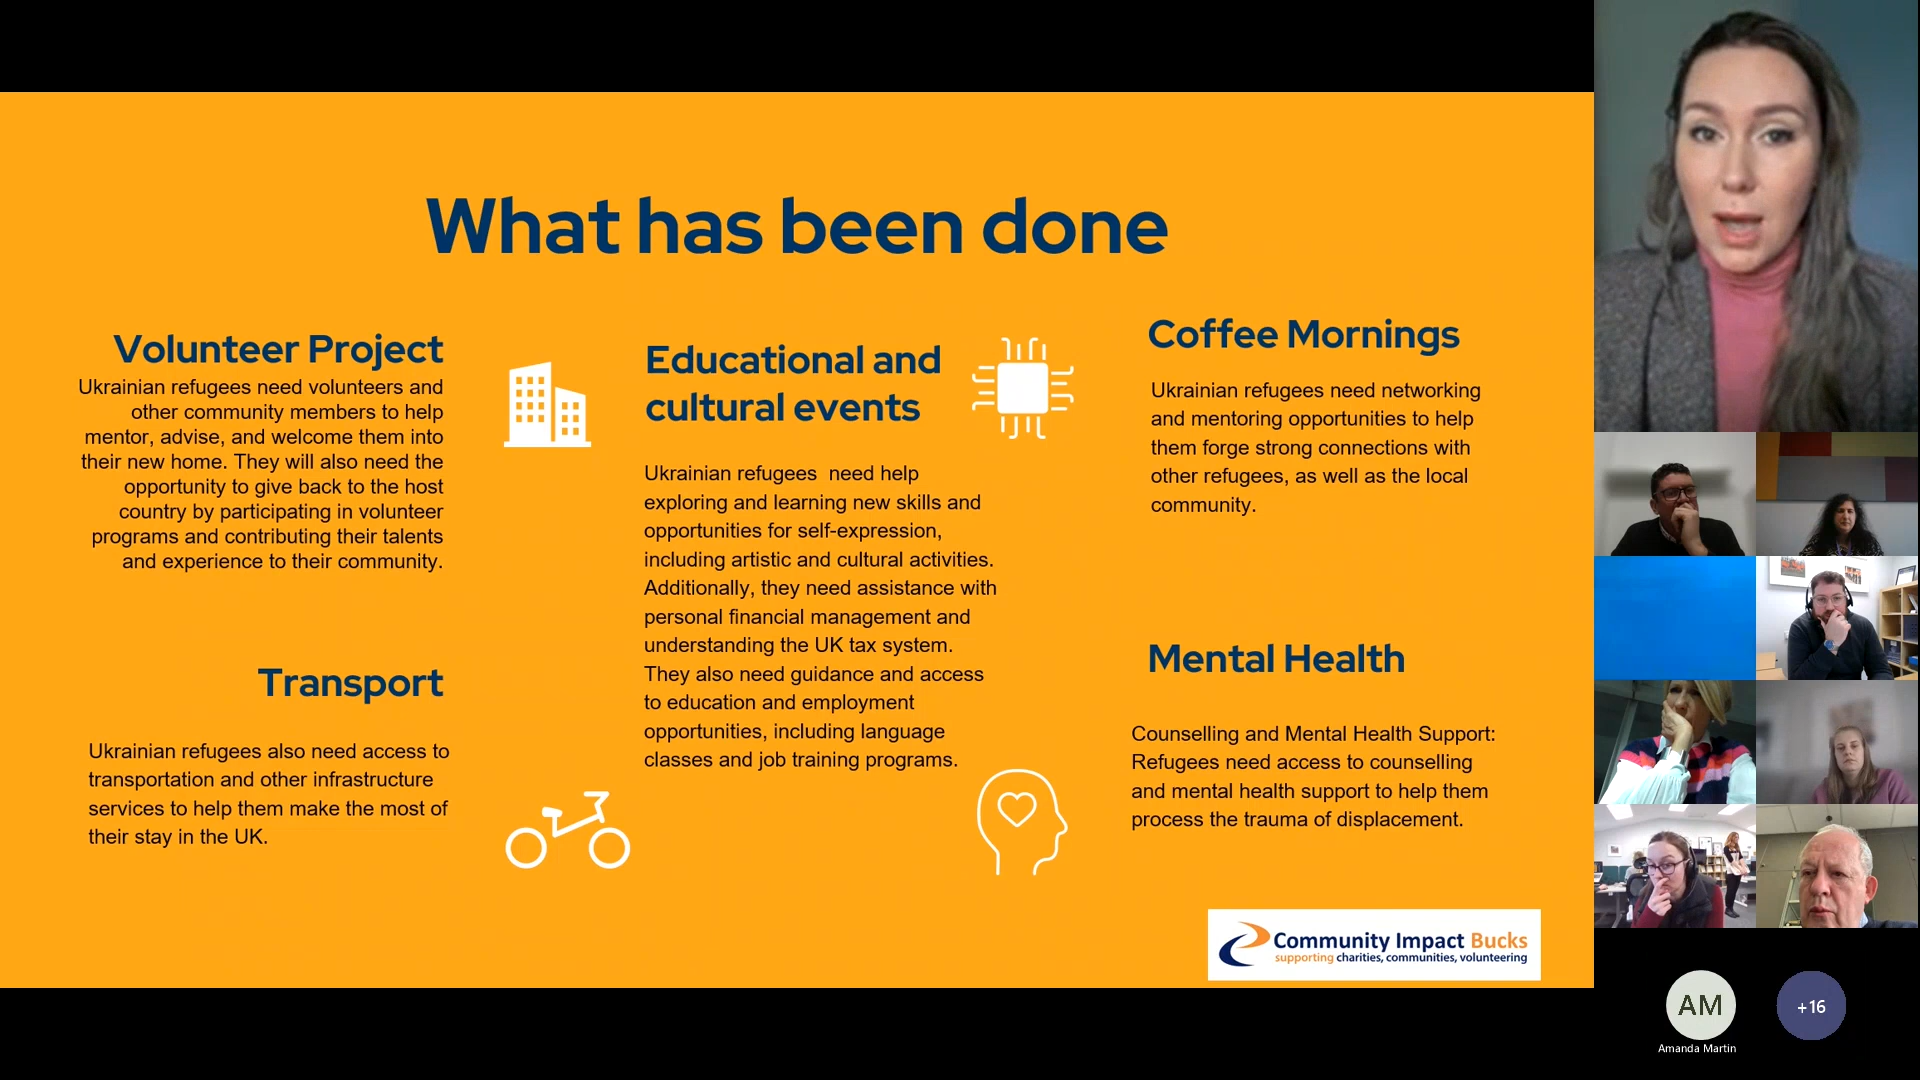 What has been done
Volunteer Project
Ukrainian refugees need volunteers and
other community members to help
mentor, advise, and welcome them into
their new home. They will also need the
opportunity to give back to the host
country by participating in volunteer
programs and contributing their talents
and experience to their community.
Transport
Ukrainian refugees also need access to
transportation and other infrastructure
services to help them make the most of
their stay in the UK.
Educational and
cultural events
Ukrainian refugees  need help
exploring and learning new skills and
opportunities for self-expression,
including artistic and cultural activities.
Additionally, they need assistance with
personal financial management and
understanding the UK tax system.
They also need guidance and access
to education and employment
opportunities, including language
classes and job training programs.
Coffee Mornings
Ukrainian refugees need networking
and mentoring opportunities to help
them forge strong connections with
other refugees, as well as the local
community.
Mental Health
Counselling and Mental Health Support:
Refugees need access to counselling
and mental health support to help them
process the trauma of displacement.
Community Impact Bucks
supporting charities, communities, volunteering
AM
+16
Amanda Martin